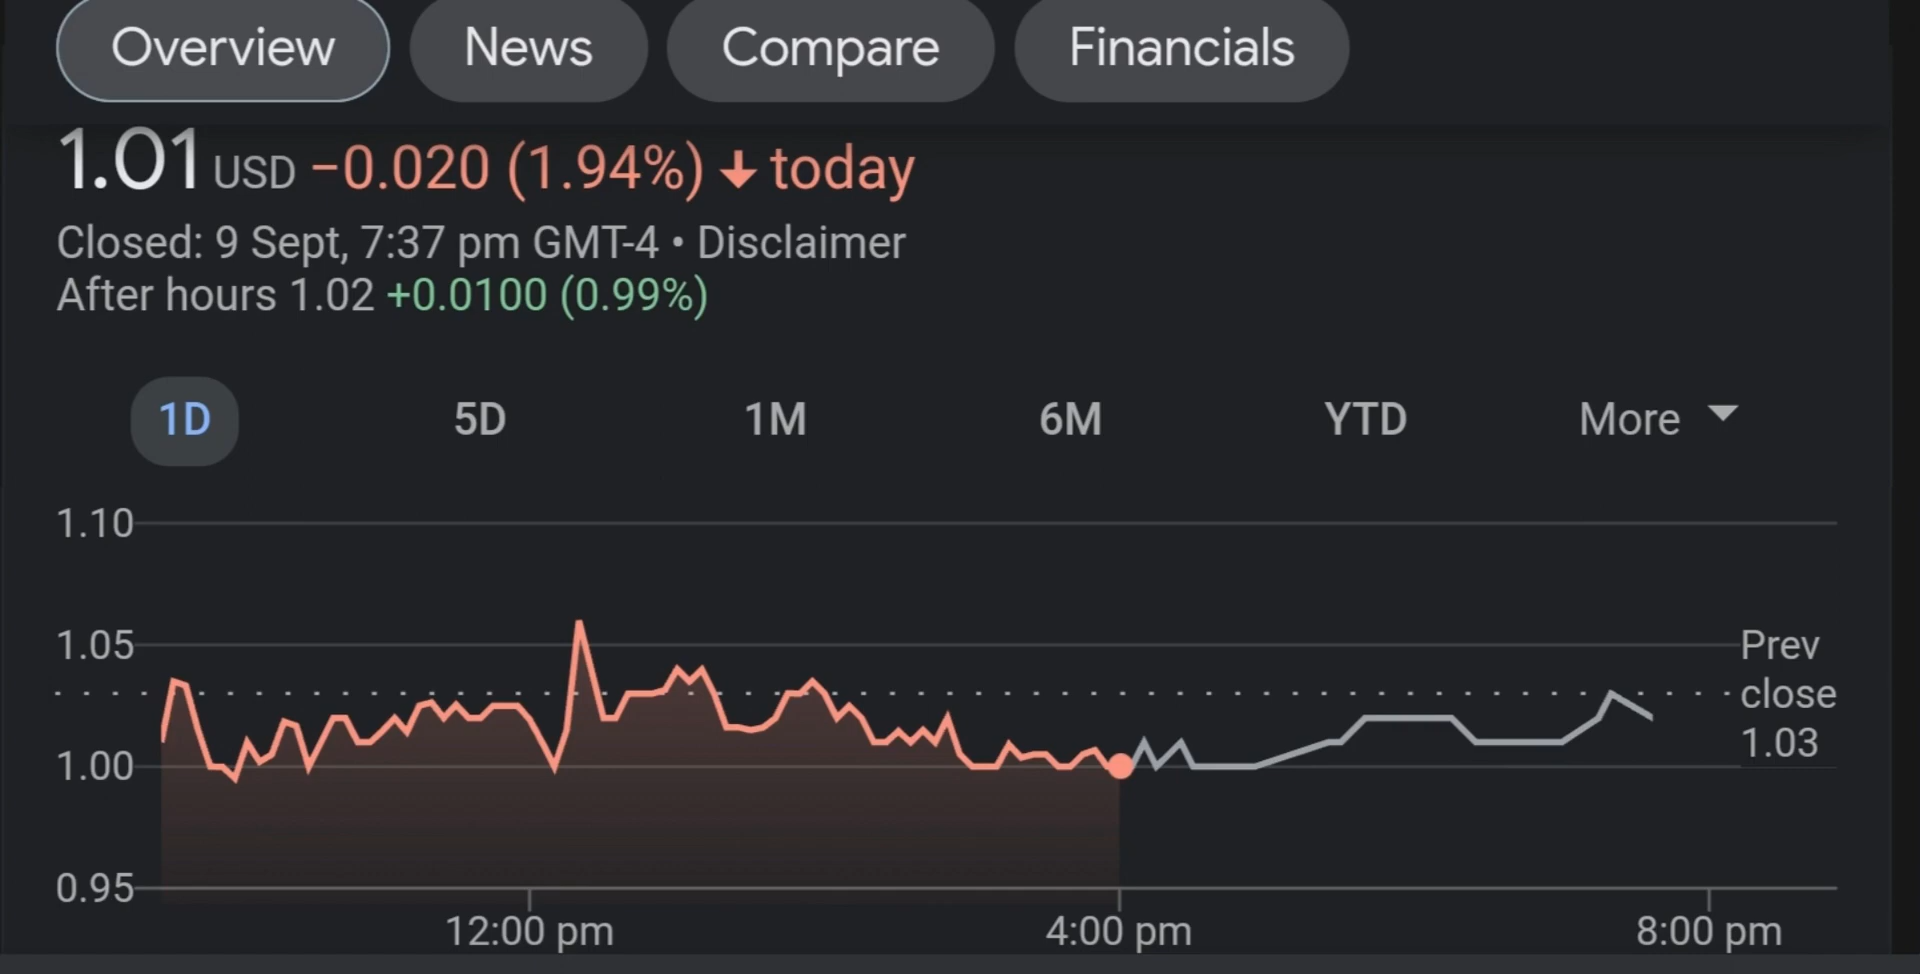 Overview News Compare Financials
1.01 USD −0.020 (1.94%) ↓ today
Closed: 9 Sept, 7:37 pm GMT-4 • Disclaimer
After hours 1.02 +0.0100 (0.99%)
1D 5D 1M 6M YTD More
1.10
1.05
1.00
0.95
Prev
close
1.03
12:00 pm 4:00 pm 8:00 pm